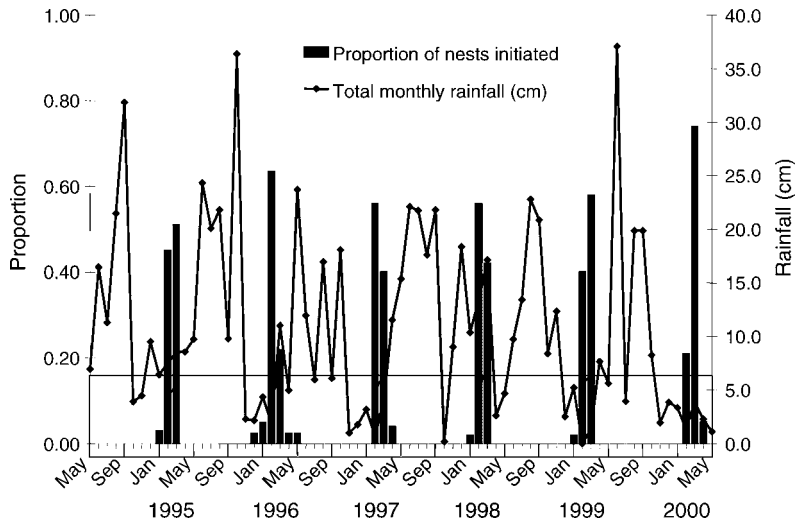 1.00
0.80
0.60
0.40
0.20
0.00
Proportion
Proportion of nests initiated
Total monthly rainfall (cm)
40.0
35.0
30.0
25.0
20.0
15.0
10.0
5.0
0.0
Rainfall (cm)
May Sep Jan May Sep Jan May Sep Jan May Sep Jan May Sep Jan May Sep Jan May
1995 1996 1997 1998 1999 2000